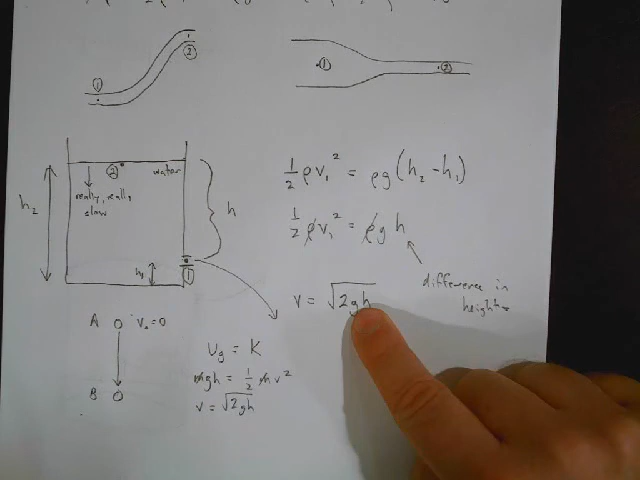 ①
②
①
②
②
water
really, really
slow
h₂
h
h₁
①
½ρv₁² = ρg(h₂-h₁)
½ρv₁² = ρgh
difference in
heights
v = √2gh
A
v₀=0
B
Ug = K
mgh = ½mv²
v = √2gh